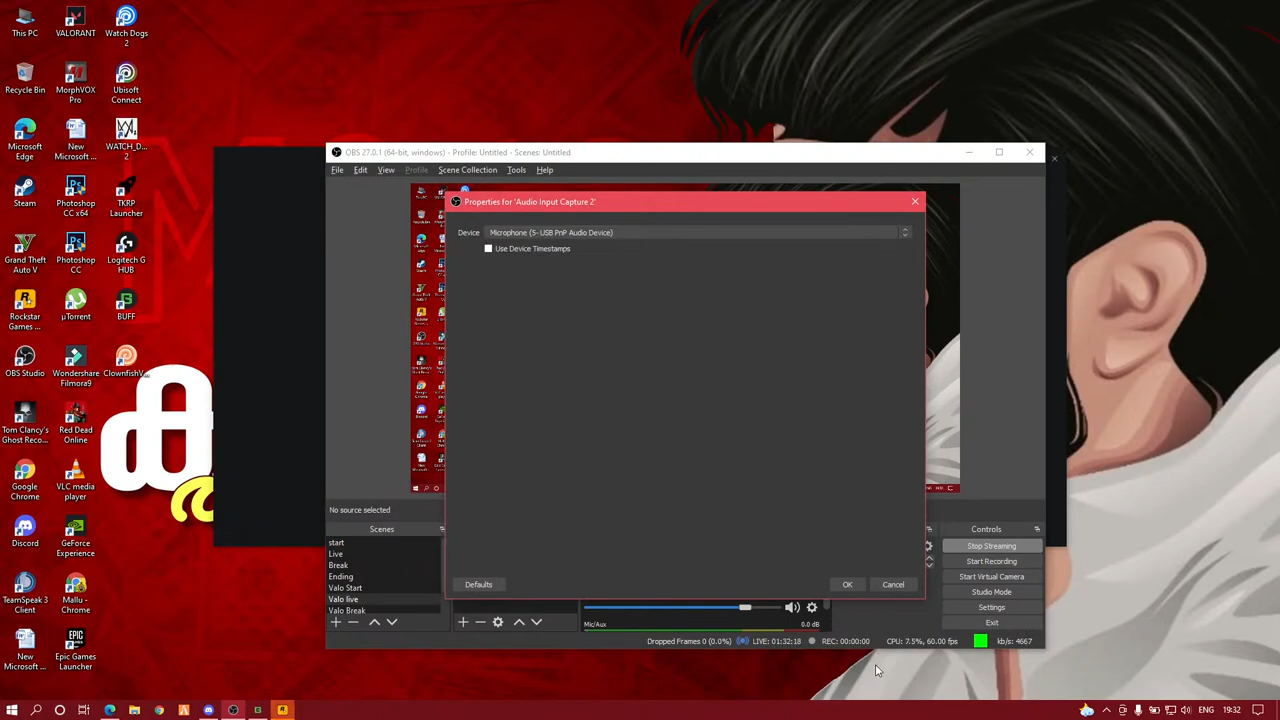 This PC
VALORANT
Watch Dogs
2
Recycle Bin
MorphVOX
Pro
Ubisoft
Connect
Microsoft
Edge
New
Microsoft ...
WATCH_D...
2
Steam
Photoshop
CC x64
TKRP
Launcher
Grand Theft
Auto V
Photoshop
CC
Logitech G
HUB
Rockstar
Games ...
µTorrent
BUFF
OBS Studio
Wondershare
Filmora9
ClownfishV...
Tom Clancy's
Ghost Reco...
Red Dead
Online
Google
Chrome
VLC media
player
Discord
GeForce
Experience
TeamSpeak 3
Client
Mallu -
Chrome
New
Microsoft ...
Epic Games
Launcher
OBS 27.0.1 (64-bit, windows) - Profile: Untitled - Scenes: Untitled
File Edit View Profile Scene Collection Tools Help
Properties for 'Audio Input Capture 2'
Device Microphone (5- USB PnP Audio Device)
Use Device Timestamps
Defaults OK Cancel
No source selected
Scenes
start
Live
Break
Ending
Valo Start
Valo live
Valo Break
Mic/Aux 0.0 dB
Controls
Stop Streaming
Start Recording
Start Virtual Camera
Studio Mode
Settings
Exit
Dropped Frames 0 (0.0%) LIVE: 01:32:18 REC: 00:00:00 CPU: 7.5%, 60.00 fps kb/s: 4667
ENG 19:32